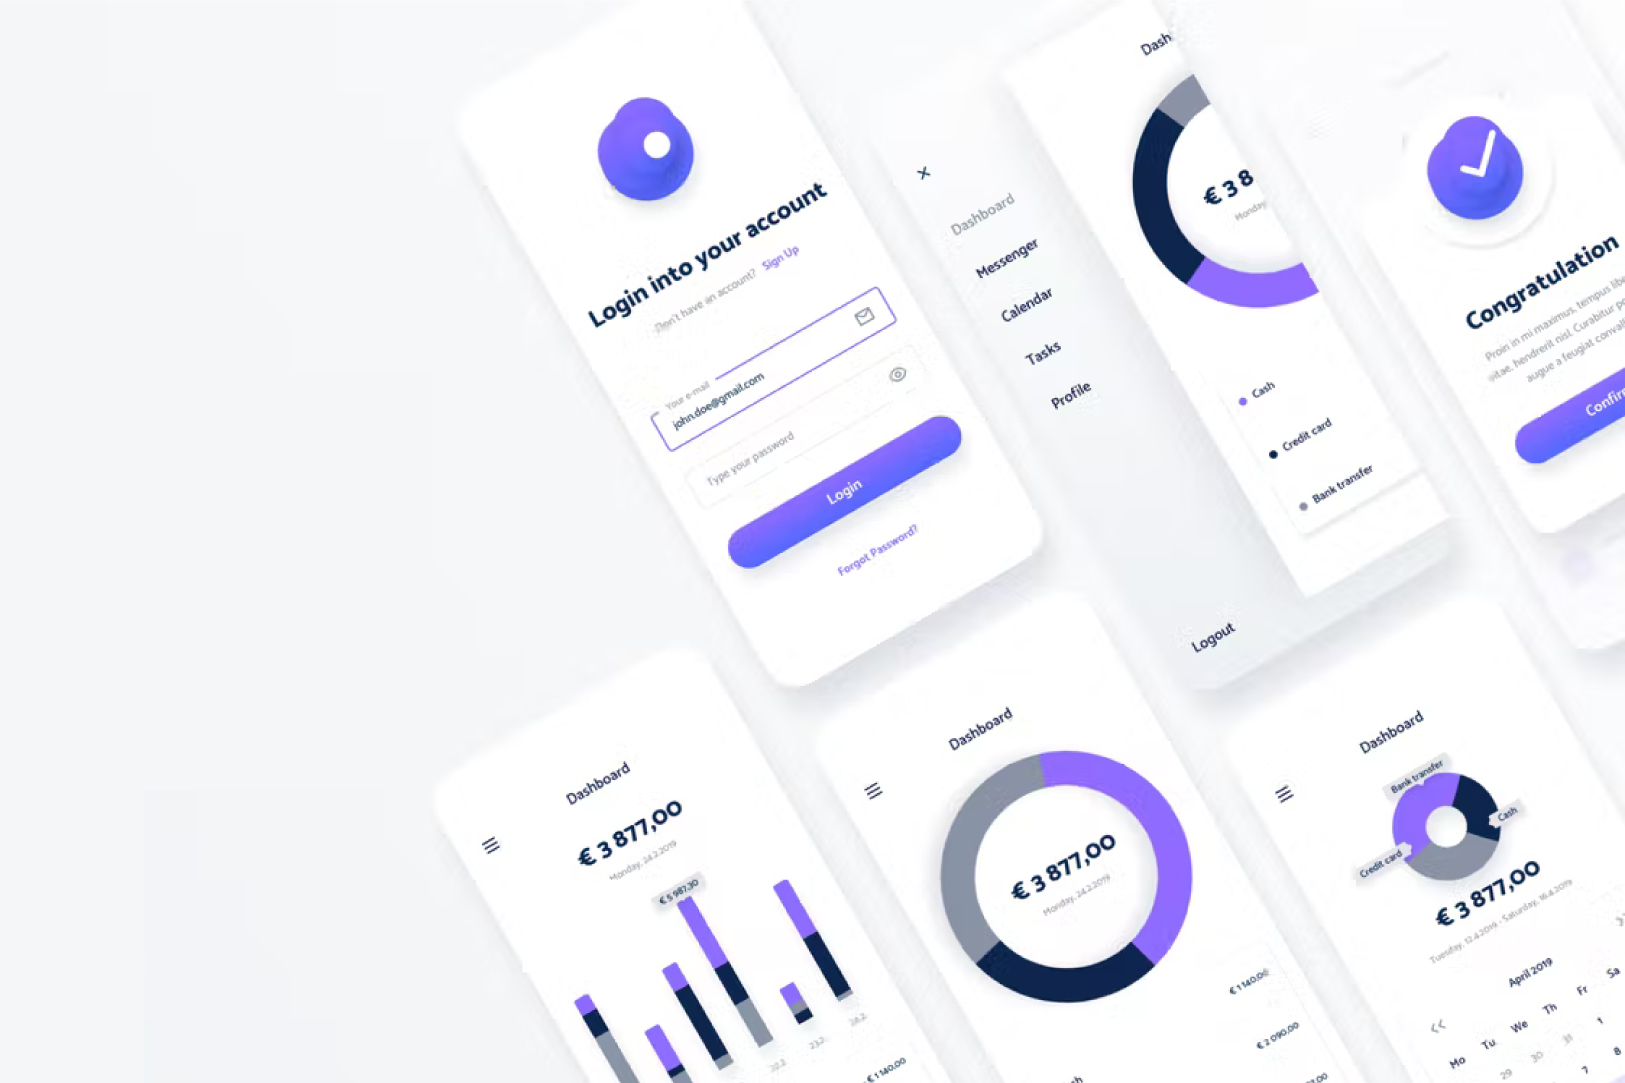 Login into your account
Don't have an account? Sign Up
Your e-mail
john.doe@gmail.com
Type your password
Login
Forgot Password?
Dashboard
Messenger
Calendar
Tasks
Profile
Logout
Dash
€ 3 8
Monday,
Cash
Credit card
Bank transfer
Congratulation
Proin in mi maximus, tempus libe
vitae, hendrerit nisl. Curabitur po
augue a feugiat convall
Confir
Dashboard
€ 3 877,00
Monday, 24.2.2019
€ 5 987,30
22.2.
23.2.
24.2.
€ 1 140,00
Dashboard
€ 3 877,00
Monday, 24.2.2019
€ 1 140,00
€ 2 090,00
Dashboard
Bank transfer
Cash
Credit card
€ 3 877,00
Tuesday, 12.4.2019 - Saturday, 16.4.2019
April 2019
Mo Tu We Th Fr Sa
29 30 31 1
7 8